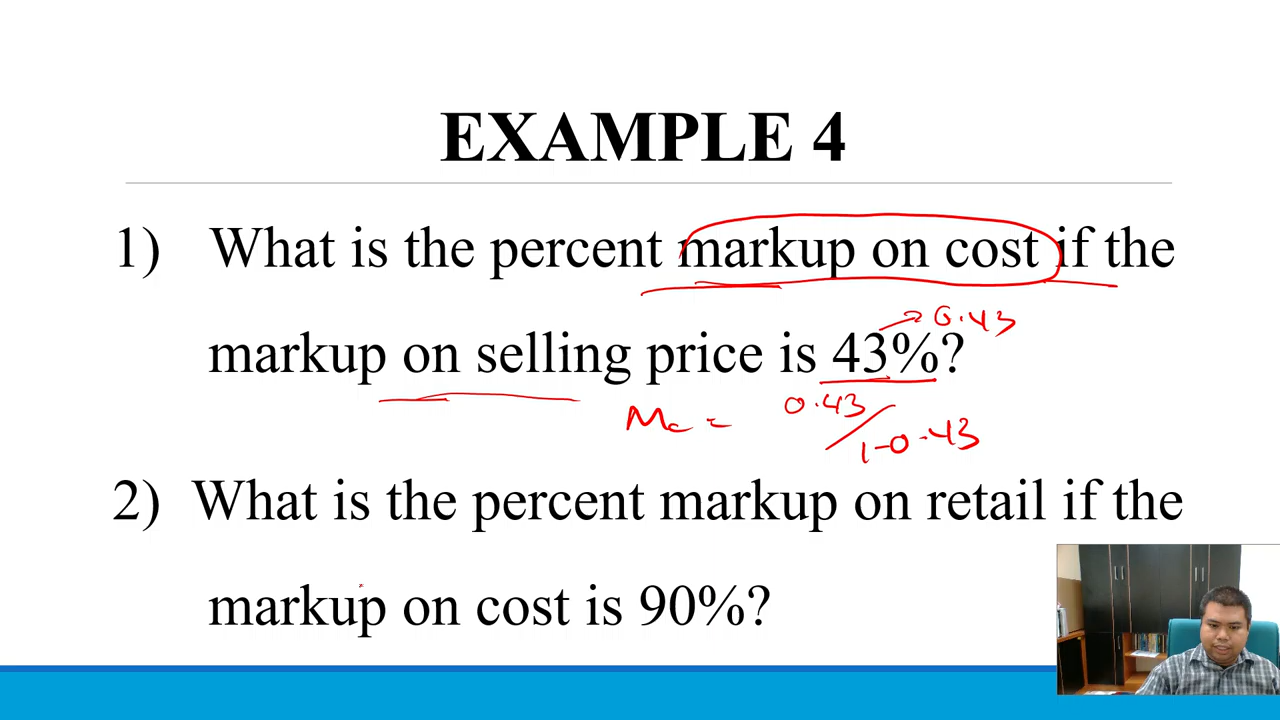 EXAMPLE 4
1) What is the percent markup on cost if the
0.43
markup on selling price is 43%?
Mc = 0.43/1-0.43
2) What is the percent markup on retail if the
markup on cost is 90%?